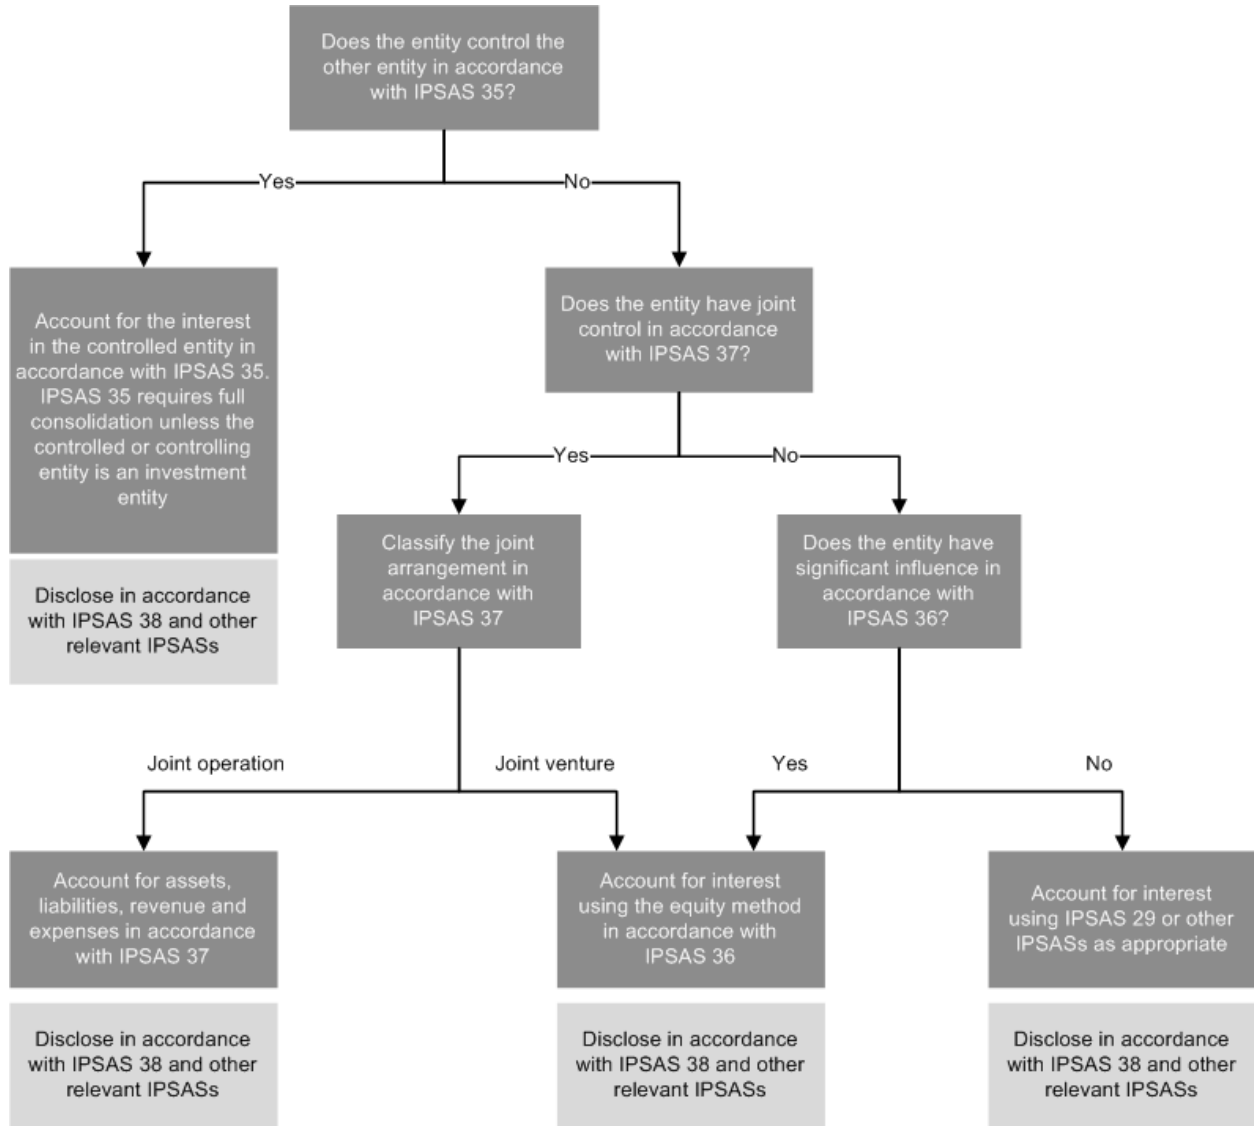 Does the entity control the
other entity in accordance
with IPSAS 35?
Yes
No
Account for the interest
in the controlled entity in
accordance with IPSAS 35.
IPSAS 35 requires full
consolidation unless the
controlled or controlling
entity is an investment
entity
Disclose in accordance
with IPSAS 38 and other
relevant IPSASs
Does the entity have joint
control in accordance
with IPSAS 37?
Yes
No
Classify the joint
arrangement in
accordance with
IPSAS 37
Does the entity have
significant influence in
accordance with
IPSAS 36?
Joint operation
Joint venture
Yes
No
Account for assets,
liabilities, revenue and
expenses in accordance
with IPSAS 37
Disclose in accordance
with IPSAS 38 and other
relevant IPSASs
Account for interest
using the equity method
in accordance with
IPSAS 36
Disclose in accordance
with IPSAS 38 and other
relevant IPSASs
Account for interest
using IPSAS 29 or other
IPSASs as appropriate
Disclose in accordance
with IPSAS 38 and other
relevant IPSASs